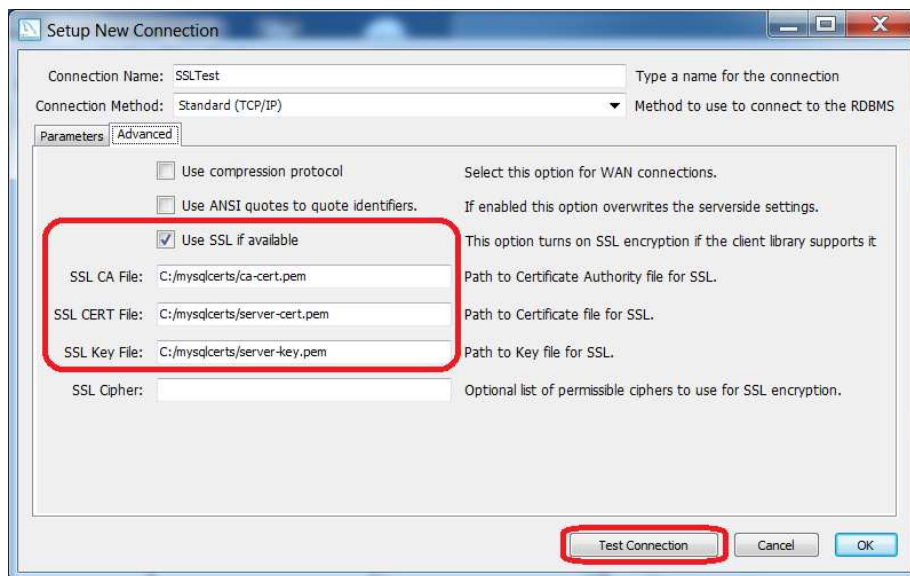 Setup New Connection
Connection Name: SSLTest Type a name for the connection
Connection Method: Standard (TCP/IP) Method to use to connect to the RDBMS
Parameters Advanced
Use compression protocol Select this option for WAN connections.
Use ANSI quotes to quote identifiers. If enabled this option overwrites the serverside settings.
Use SSL if available This option turns on SSL encryption if the client library supports it
SSL CA File: C:/mysqlcerts/ca-cert.pem Path to Certificate Authority file for SSL.
SSL CERT File: C:/mysqlcerts/server-cert.pem Path to Certificate file for SSL.
SSL Key File: C:/mysqlcerts/server-key.pem Path to Key file for SSL.
SSL Cipher: Optional list of permissible ciphers to use for SSL encryption.
Test Connection Cancel OK